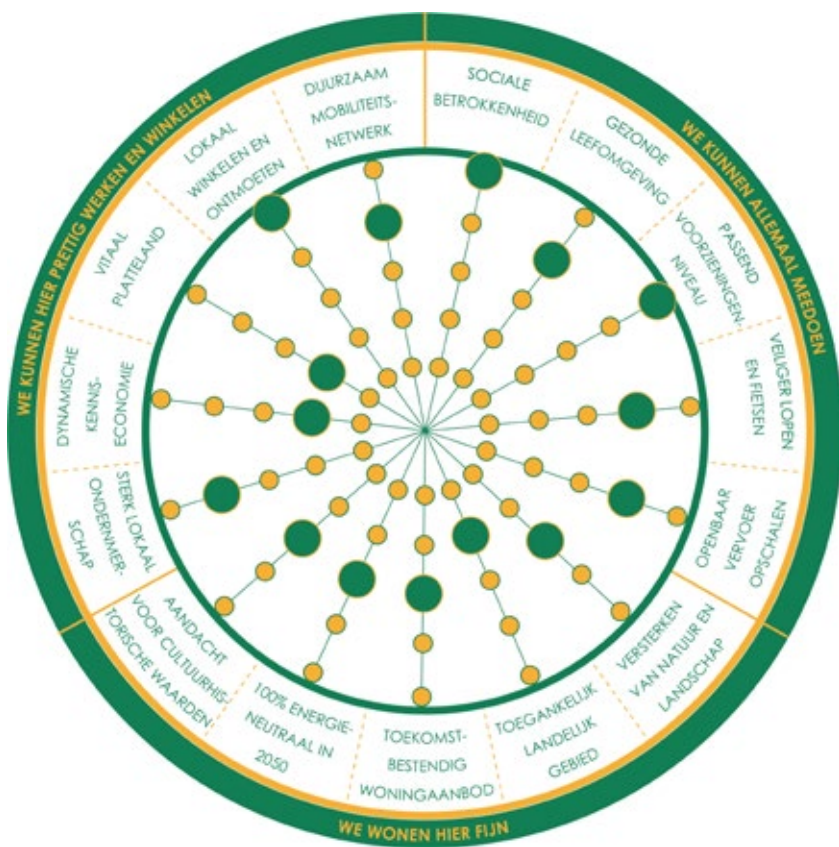 WE KUNNEN HIER PRETTIG WERKEN EN WINKELEN
WE KUNNEN ALLEMAAL MEEDOEN
WE WONEN HIER FIJN
SOCIALE
BETROKKENHEID
GEZONDE
LEEFOMGEVING
PASSEND
VOORZIENINGEN-
NIVEAU
VEILIGER LOPEN
EN FIETSEN
OPENBAAR
VERVOER
OPSCHALEN
VERSTERKEN
VAN NATUUR EN
LANDSCHAP
TOEGANKELIJK
LANDELIJK
GEBIED
TOEKOMST-
BESTENDIG
WONINGAANBOD
100% ENERGIE-
NEUTRAAL IN
2050
AANDACHT
VOOR CULTUURHIS-
TORISCHE WAARDEN
STERK LOKAAL
ONDERNMER-
SCHAP
DYNAMISCHE
KENNIS-
ECONOMIE
VITAAL
PLATTELAND
LOKAAL
WINKELEN EN
ONTMOETEN
DUURZAAM
MOBILITEITS-
NETWERK